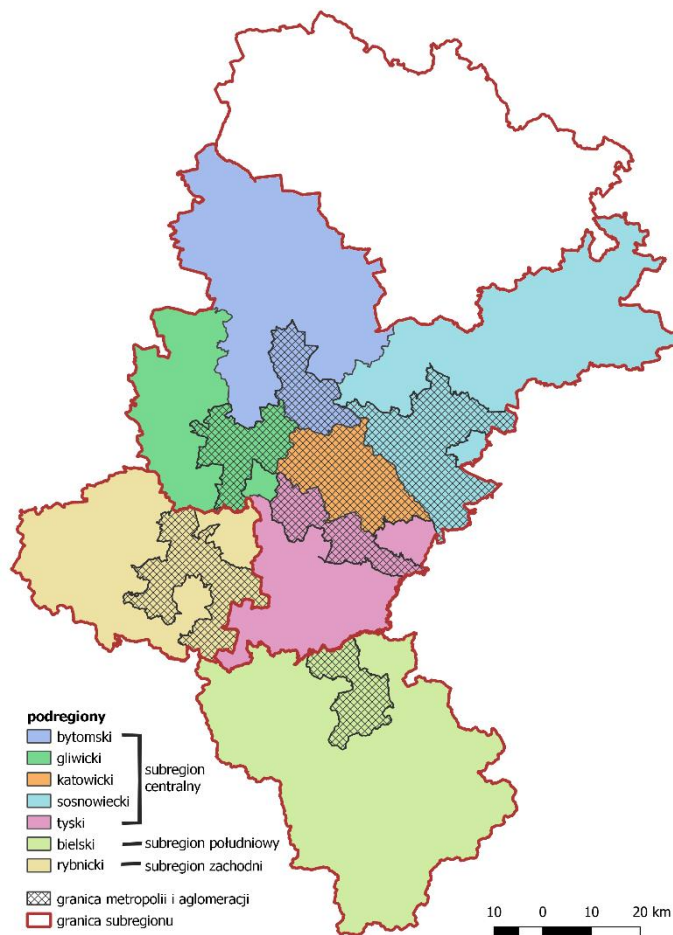 podregiony
bytomski
gliwicki
katowicki
sosnowiecki
tyski
bielski
rybnicki
subregion
centralny
subregion południowy
subregion zachodni
granica metropolii i aglomeracji
granica subregionu
10 0 10 20 km